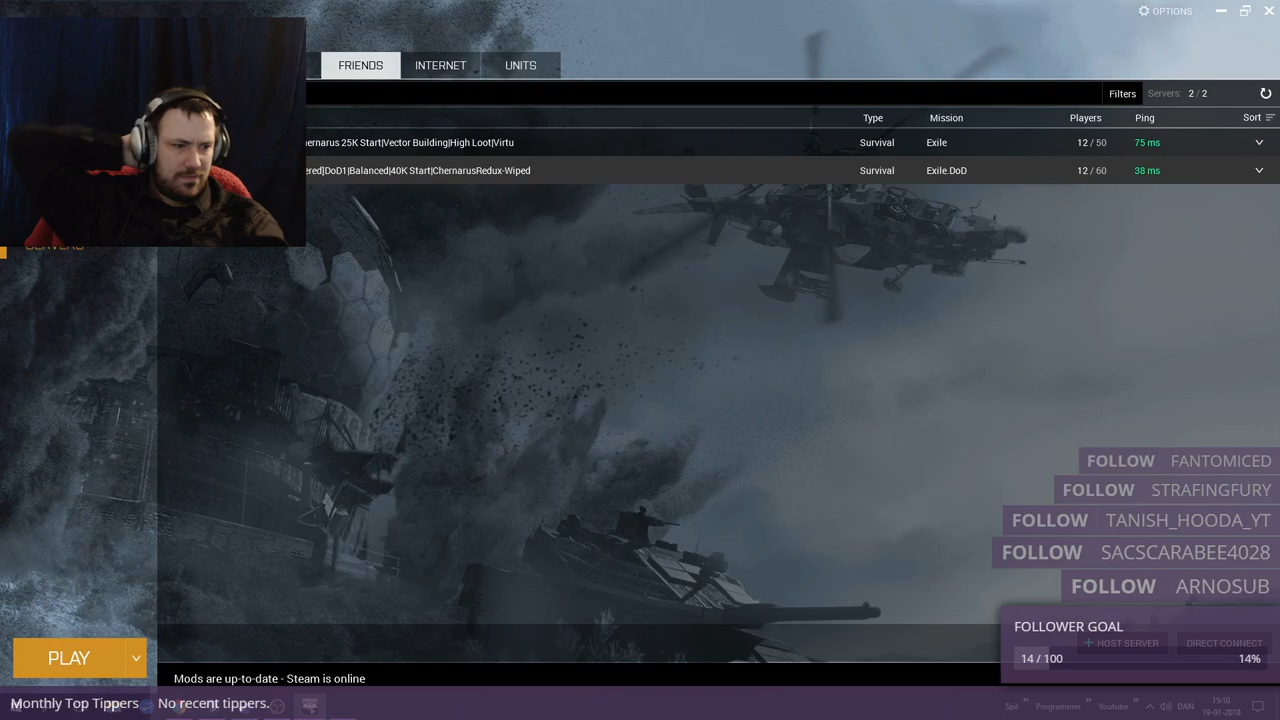 OPTIONS
FRIENDS INTERNET UNITS
Filters Servers: 2 / 2
Type Mission Players Ping Sort
ernarus 25K Start|Vector Building|High Loot|Virtu Survival Exile 12 / 50 75 ms
ered]DoD1|Balanced|40K Start|ChernarusRedux-Wiped Survival Exile.DoD 12 / 60 38 ms
SERVERS
FOLLOW FANTOMICED
FOLLOW STRAFINGFURY
FOLLOW TANISH_HOODA_YT
FOLLOW SACSCARABEE4028
FOLLOW ARNOSUB
FOLLOWER GOAL
+ HOST SERVER DIRECT CONNECT
14 / 100 14%
PLAY
Mods are up-to-date - Steam is online
Monthly Top Tippers No recent tippers.
Spil Programmer Youtube DAN 15:10
19-01-2018